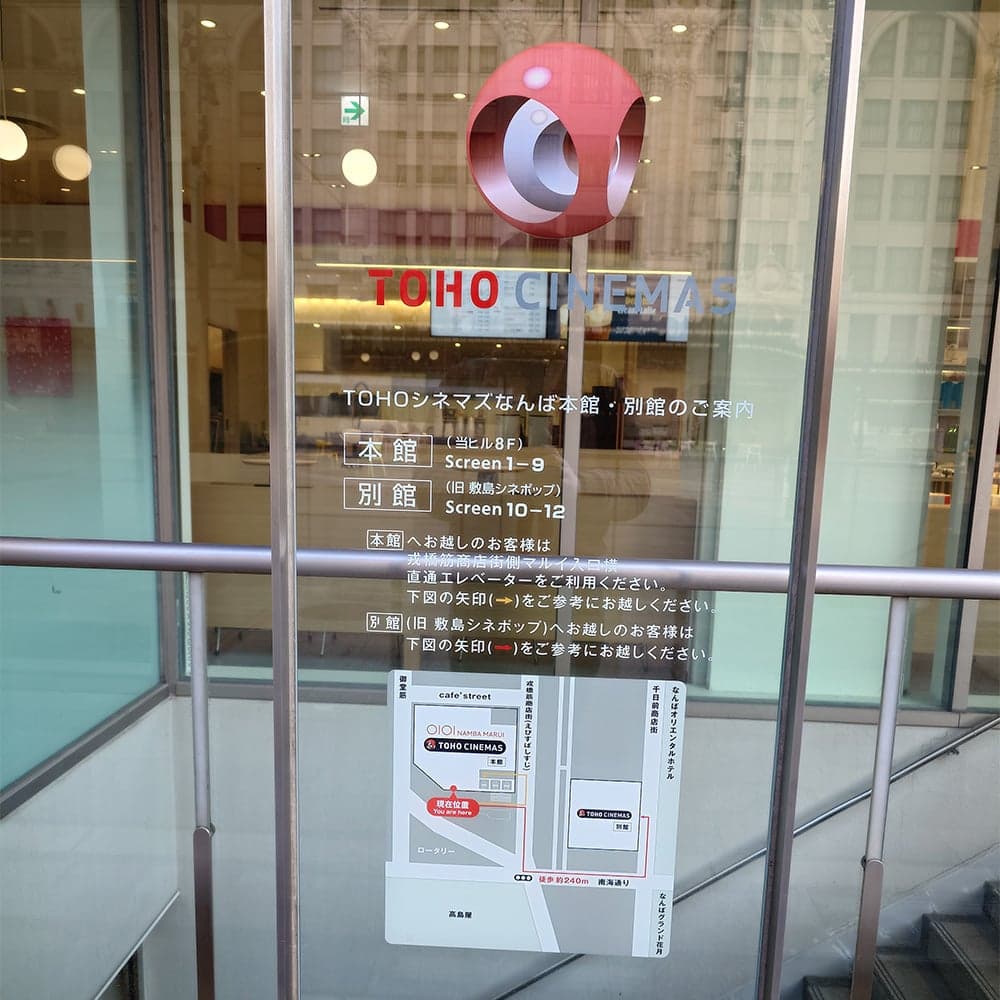 TOHO CINEMAS
TOHOシネマズなんば本館・別館のご案内
本館 (当ビル8F)
Screen 1−9
別館 (旧 敷島シネポップ)
Screen 10−12
本館 へお越しのお客様は
戎橋筋商店街側マルイ入口横
直通エレベーターをご利用ください。
下図の矢印(→)をご参考にお越しください。
別館 (旧 敷島シネポップ)へお越しのお客様は
下図の矢印(➡)をご参考にお越しください。
御堂筋
cafe'street
戎橋筋商店街(えびすばしすじ)
千日前商店街
なんばオリエンタルホテル
OIOI NAMBA MARUI
TOHO CINEMAS
本館
現在位置
You are here
TOHO CINEMAS
別館
ロータリー
徒歩 約240m 南海通り
高島屋
なんばグランド花月